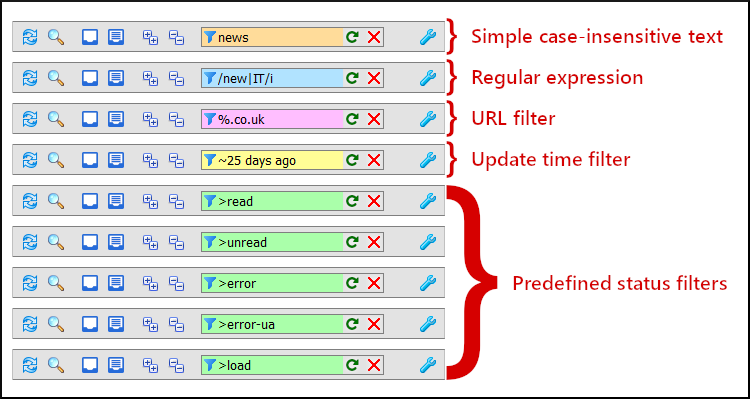 news Simple case-insensitive text
/new|IT/i Regular expression
%.co.uk URL filter
~25 days ago Update time filter
>read
>unread
>error Predefined status filters
>error-ua
>load